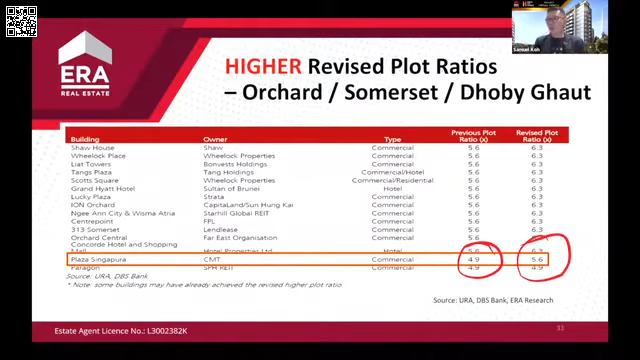 Samuel Koh
ERA
REAL ESTATE
HIGHER Revised Plot Ratios
– Orchard / Somerset / Dhoby Ghaut
Building Owner Type Previous Plot Ratio (x) Revised Plot Ratio (x)
Shaw House Shaw Commercial 5.6 6.3
Wheelock Place Wheelock Properties Commercial 5.6 6.3
Liat Towers Bonvests Holdings Commercial 5.6 6.3
Tangs Plaza Tang Holdings Commercial/Hotel 5.6 6.3
Scotts Square Wheelock Properties Commercial/Residential 5.6 6.3
Grand Hyatt Hotel Sultan of Brunei Hotel 5.6 6.3
Lucky Plaza Strata Commercial 5.6 6.3
ION Orchard CapitaLand/Sun Hung Kai Commercial 5.6 6.3
Ngee Ann City & Wisma Atria Starhill Global REIT Commercial 5.6 6.3
Centrepoint FPL Commercial 5.6 6.3
313 Somerset Lendlease Commercial 5.6 6.3
Orchard Central Far East Organisation Commercial 5.6 6.3
Concorde Hotel and Shopping
Mall Hotel Properties Ltd Hotel 5.6 6.3
Plaza Singapura CMT Commercial 4.9 5.6
Paragon SPH REIT Commercial 4.9 4.9
Source: URA, DBS Bank
* Note: some buildings may have already achieved the revised higher plot ratio.
Source: URA, DBS Bank, ERA Research
Estate Agent Licence No.: L3002382K
33